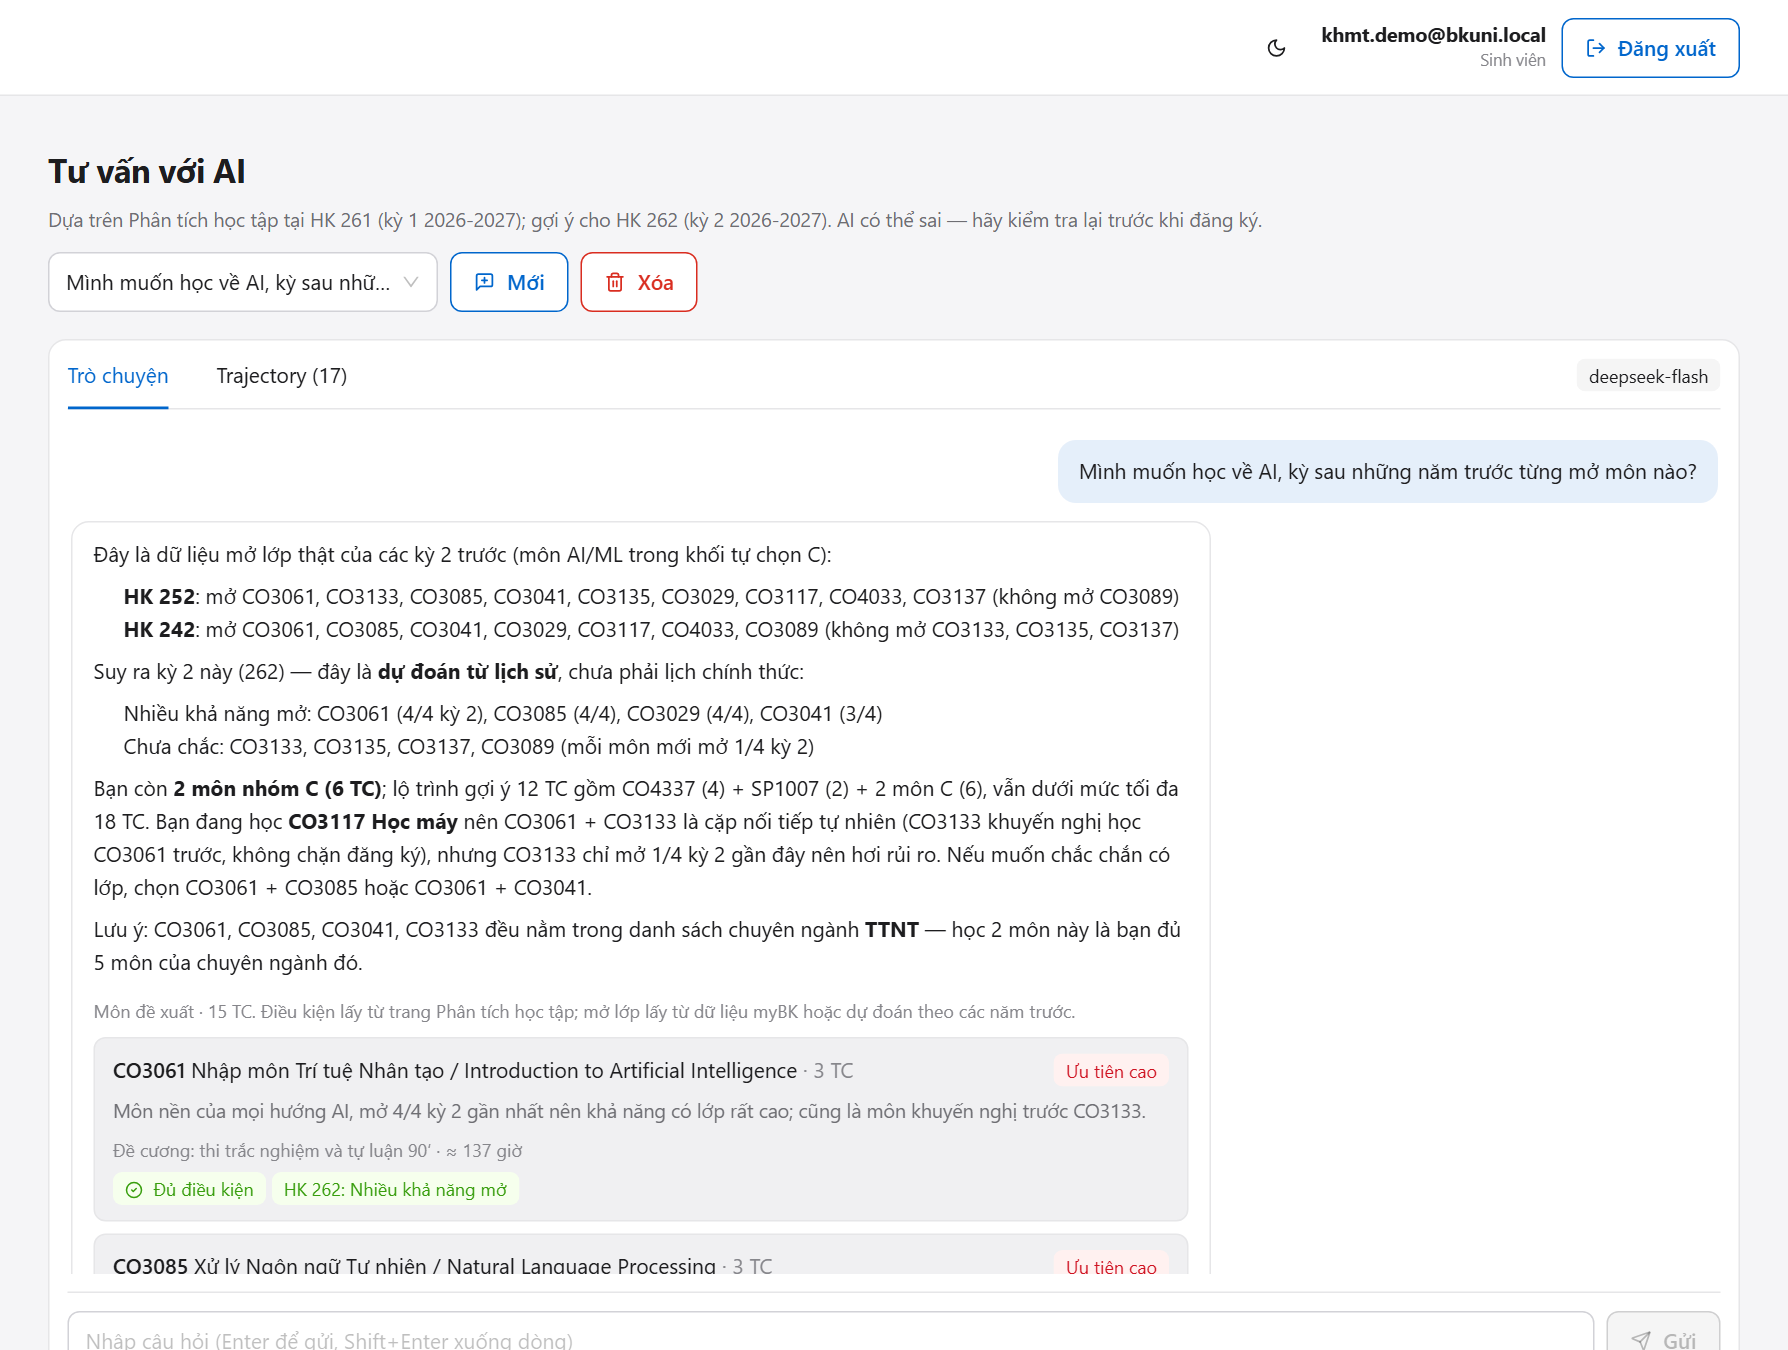 khmt.demo@bkuni.local
Sinh viên
Đăng xuất
Tư vấn với AI
Dựa trên Phân tích học tập tại HK 261 (kỳ 1 2026-2027); gợi ý cho HK 262 (kỳ 2 2026-2027). AI có thể sai — hãy kiểm tra lại trước khi đăng ký.
Mình muốn học về AI, kỳ sau nhữ...
Mới
Xóa
Trò chuyện
Trajectory (17)
deepseek-flash
Mình muốn học về AI, kỳ sau những năm trước từng mở môn nào?
Đây là dữ liệu mở lớp thật của các kỳ 2 trước (môn AI/ML trong khối tự chọn C):
HK 252: mở CO3061, CO3133, CO3085, CO3041, CO3135, CO3029, CO3117, CO4033, CO3137 (không mở CO3089)
HK 242: mở CO3061, CO3085, CO3041, CO3029, CO3117, CO4033, CO3089 (không mở CO3133, CO3135, CO3137)
Suy ra kỳ 2 này (262) — đây là dự đoán từ lịch sử, chưa phải lịch chính thức:
Nhiều khả năng mở: CO3061 (4/4 kỳ 2), CO3085 (4/4), CO3029 (4/4), CO3041 (3/4)
Chưa chắc: CO3133, CO3135, CO3137, CO3089 (mỗi môn mới mở 1/4 kỳ 2)
Bạn còn 2 môn nhóm C (6 TC); lộ trình gợi ý 12 TC gồm CO4337 (4) + SP1007 (2) + 2 môn C (6), vẫn dưới mức tối đa
18 TC. Bạn đang học CO3117 Học máy nên CO3061 + CO3133 là cặp nối tiếp tự nhiên (CO3133 khuyến nghị học
CO3061 trước, không chặn đăng ký), nhưng CO3133 chỉ mở 1/4 kỳ 2 gần đây nên hơi rủi ro. Nếu muốn chắc chắn có
lớp, chọn CO3061 + CO3085 hoặc CO3061 + CO3041.
Lưu ý: CO3061, CO3085, CO3041, CO3133 đều nằm trong danh sách chuyên ngành TTNT — học 2 môn này là bạn đủ
5 môn của chuyên ngành đó.
Môn đề xuất · 15 TC. Điều kiện lấy từ trang Phân tích học tập; mở lớp lấy từ dữ liệu myBK hoặc dự đoán theo các năm trước.
CO3061 Nhập môn Trí tuệ Nhân tạo / Introduction to Artificial Intelligence · 3 TC
Ưu tiên cao
Môn nền của mọi hướng AI, mở 4/4 kỳ 2 gần nhất nên khả năng có lớp rất cao; cũng là môn khuyến nghị trước CO3133.
Đề cương: thi trắc nghiệm và tự luận 90′ · ≈ 137 giờ
Đủ điều kiện
HK 262: Nhiều khả năng mở
CO3085 Xử lý Ngôn ngữ Tự nhiên / Natural Language Processing · 3 TC
Ưu tiên cao
Nhập câu hỏi (Enter để gửi, Shift+Enter xuống dòng)
Gửi